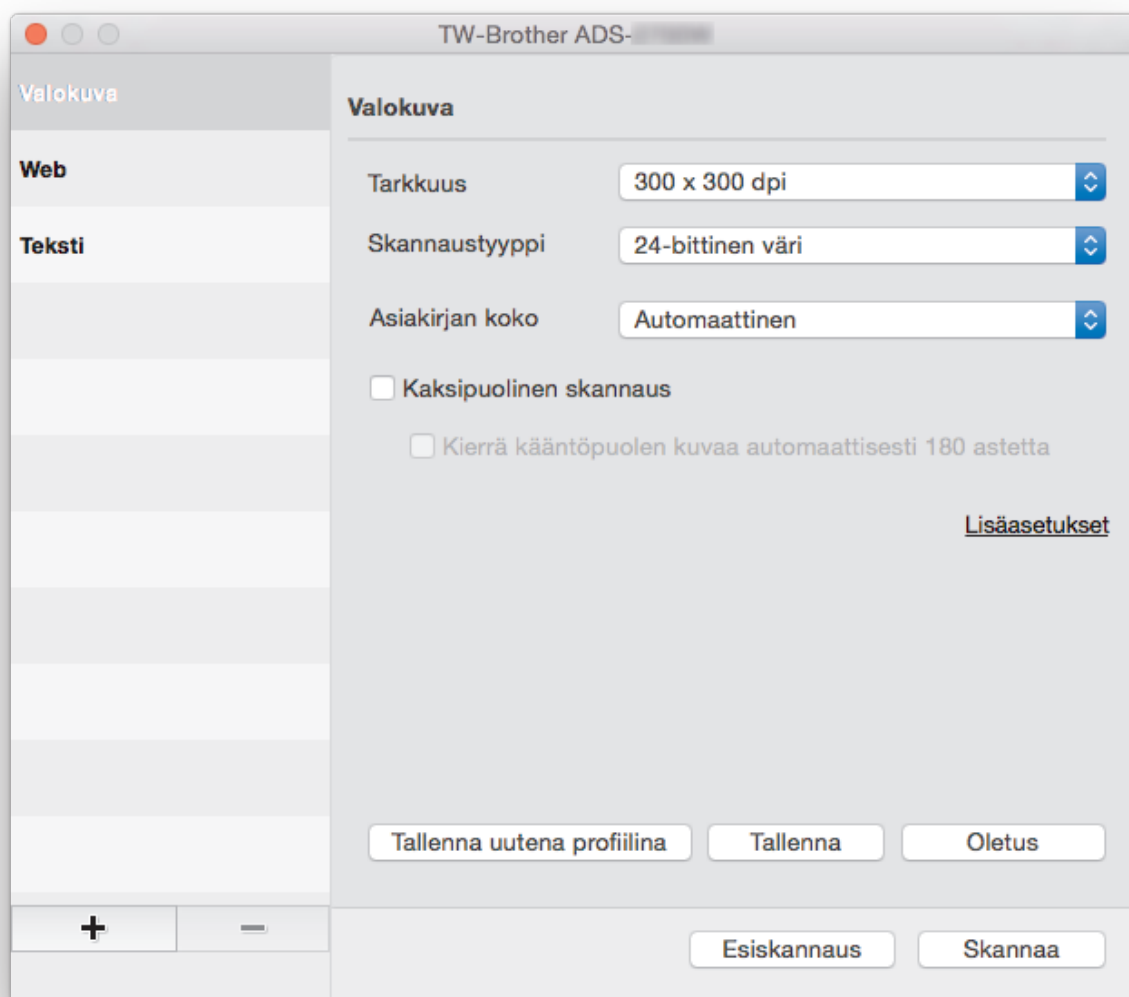 TW-Brother ADS-
Valokuva
Web
Teksti
Valokuva
Tarkkuus 300 x 300 dpi
Skannaustyyppi 24-bittinen väri
Asiakirjan koko Automaattinen
Kaksipuolinen skannaus
Kierrä kääntöpuolen kuvaa automaattisesti 180 astetta
Lisäasetukset
Tallenna uutena profiilina Tallenna Oletus
Esiskannaus Skannaa